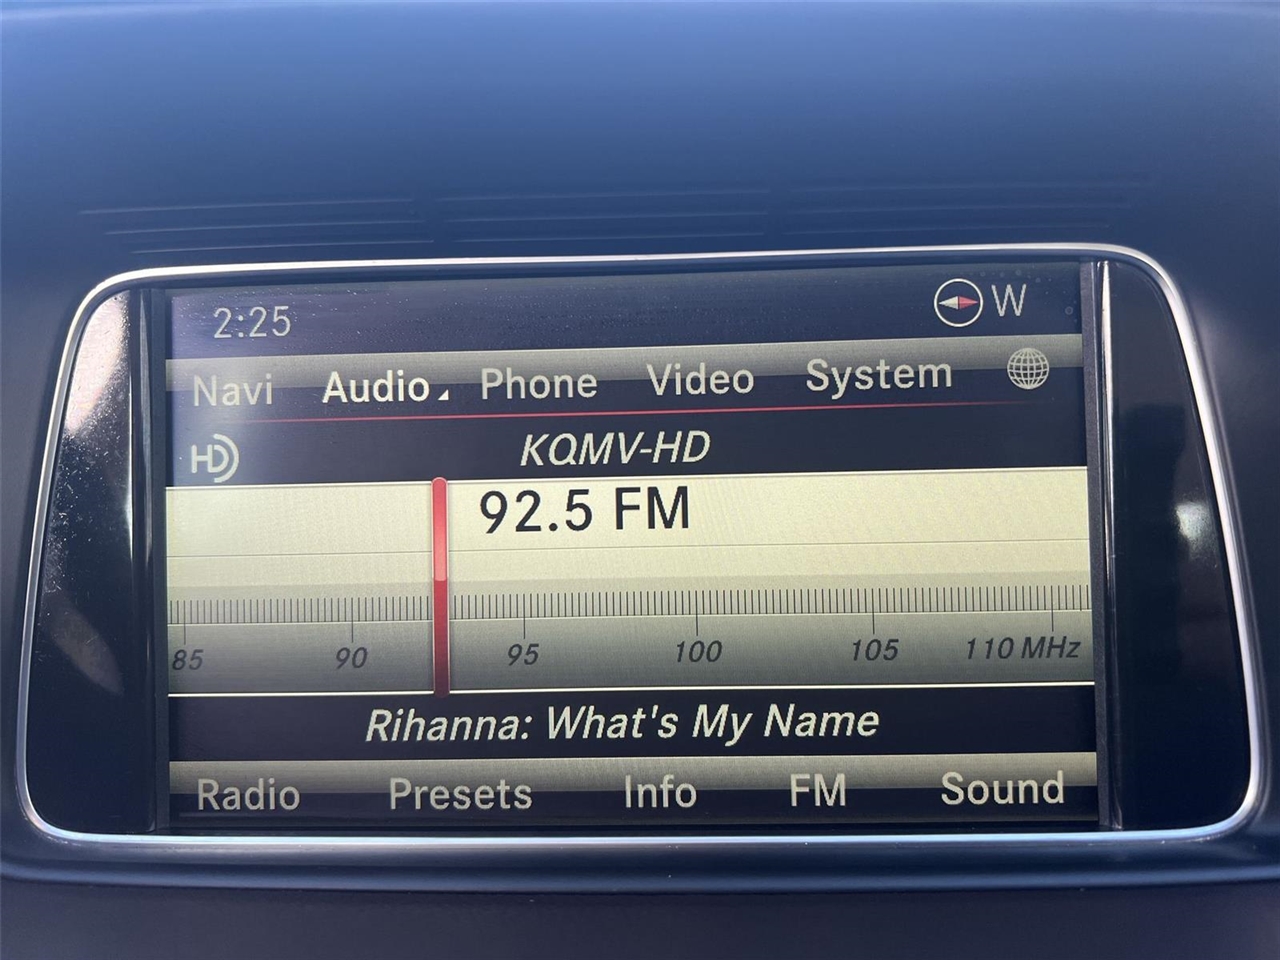 2:25 W
Navi Audio Phone Video System
HD KQMV-HD
92.5 FM
85 90 95 100 105 110 MHz
Rihanna: What's My Name
Radio Presets Info FM Sound